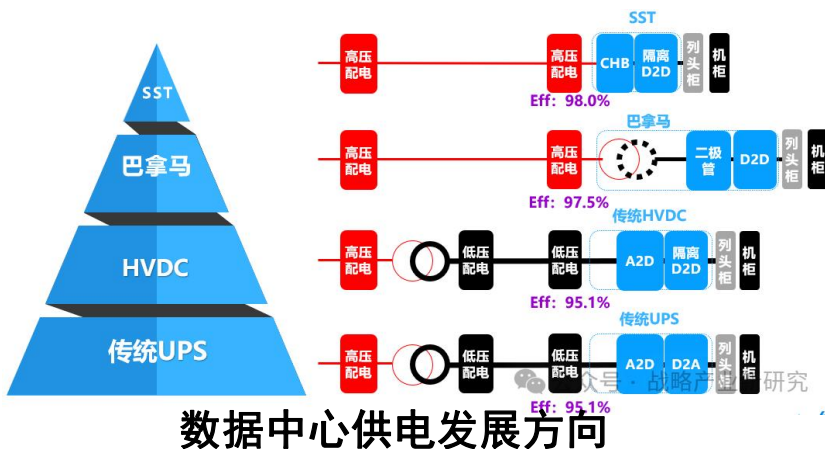 SST
巴拿马
HVDC
传统UPS
SST
高压
配电
高压
配电
CHB
隔离
D2D
列
头
柜
机
柜
Eff: 98.0%
巴拿马
高压
配电
高压
配电
二极
管
D2D
列
头
柜
机
柜
Eff: 97.5%
传统HVDC
高压
配电
低压
配电
低压
配电
A2D
隔离
D2D
列
头
柜
机
柜
Eff: 95.1%
传统UPS
高压
配电
低压
配电
低压
配电
A2D
D2A
列
头
柜
机
柜
众号·战略产业
研究
Eff: 95.1%
数据中心供电发展方向